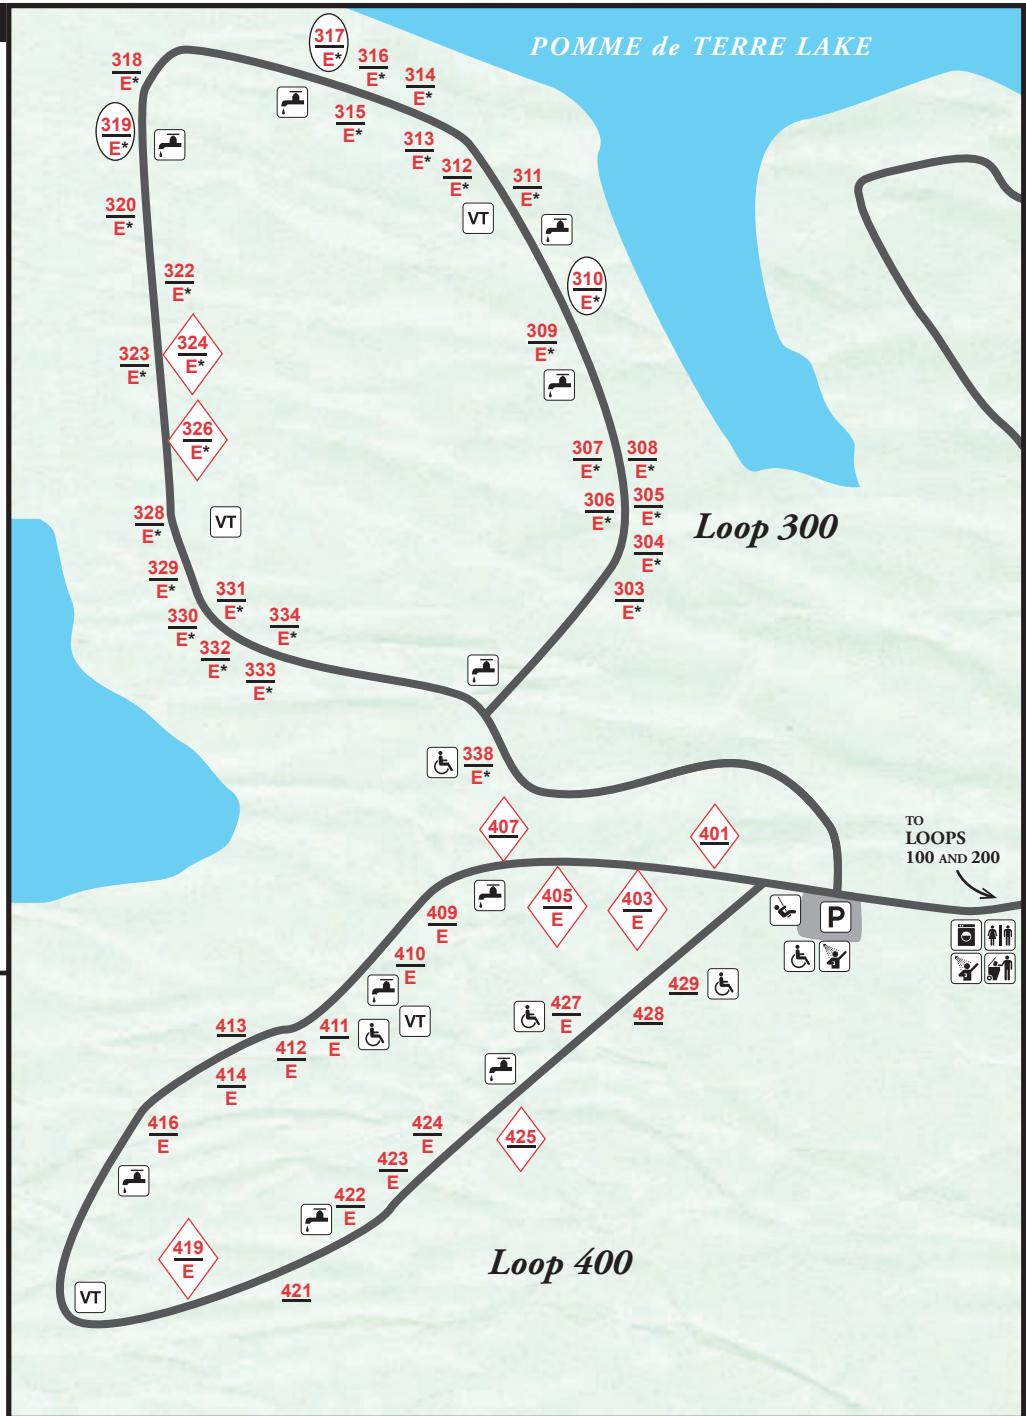 POMME de TERRE LAKE
317
E*
318
E*
316
E*
314
E*
315
E*
319
E*
313
E*
312
E*
311
E*
VT
320
E*
322
E*
310
E*
309
E*
323
E*
324
E*
326
E*
307
E*
308
E*
306
E*
305
E*
328
E*
VT
Loop 300
304
E*
329
E*
331
E*
303
E*
330
E*
334
E*
332
E*
333
E*
338
E*
407
401
TO
LOOPS
100 AND 200
405
E
403
E
P
409
E
410
E
429
427
E
428
VT
413
411
E
412
E
414
E
416
E
424
E
425
423
E
422
E
419
E
Loop 400
421
VT